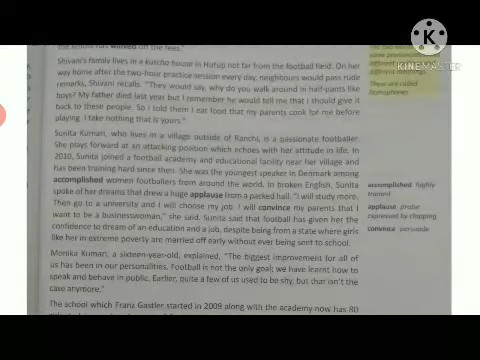 the school has waived off the fees."
Shivani's family lives in a kutcha house in Hutup not far from the football field. On her
way home after the two-hour practice session every day, neighbours would pass rude
remarks, Shivani recalls. "They would say, why do you walk around in half-pants like
boys? My father died last year but I remember he would tell me that I should give it
back to these people. So I told them I eat food that my parents cook for me before
playing. I take nothing that is yours."
Sunita Kumari, who lives in a village outside of Ranchi, is a passionate footballer.
She plays forward an attacking position which echoes with her attitude in life. In
2010, Sunita joined a football academy and educational facility near her village and
has been training hard since then. She was the youngest speaker in Denmark among
accomplished women footballers from around the world. In broken English, Sunita
spoke of her dreams that drew a huge applause from a packed hall. "I will study more.
Then go to a university and I will choose my job. I will convince my parents that I
want to be a businesswoman," she said. Sunita said that football has given her the
confidence to dream of an education and a job, despite being from a state where girls
like her in extreme poverty are married off early without ever being sent to school.
Monika Kumari, a sixteen-year-old, explained, "The biggest improvement for all of
us has been in our personalities. Football is not the only goal; we have learnt how to
speak and behave in public. Earlier, quite a few of us used to be shy, but that isn't the
case anymore."
The school which Franz Gastler started in 2009 along with the academy now has 80
different meanings.
These are called
homophones
accomplished highly
trained
applause praise
expressed by clapping
convince persuade
K
KINEMASTER